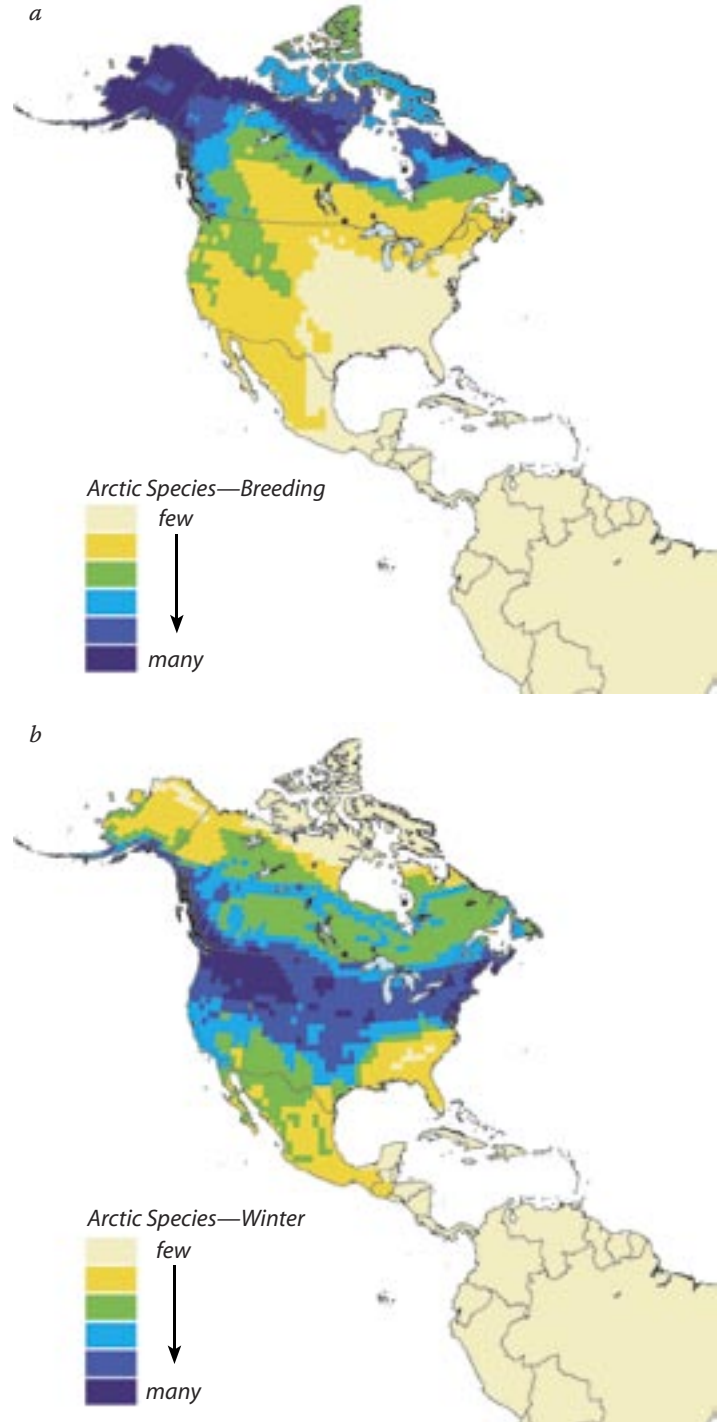 a
Arctic Species—Breeding
few
many
b
Arctic Species—Winter
few
many